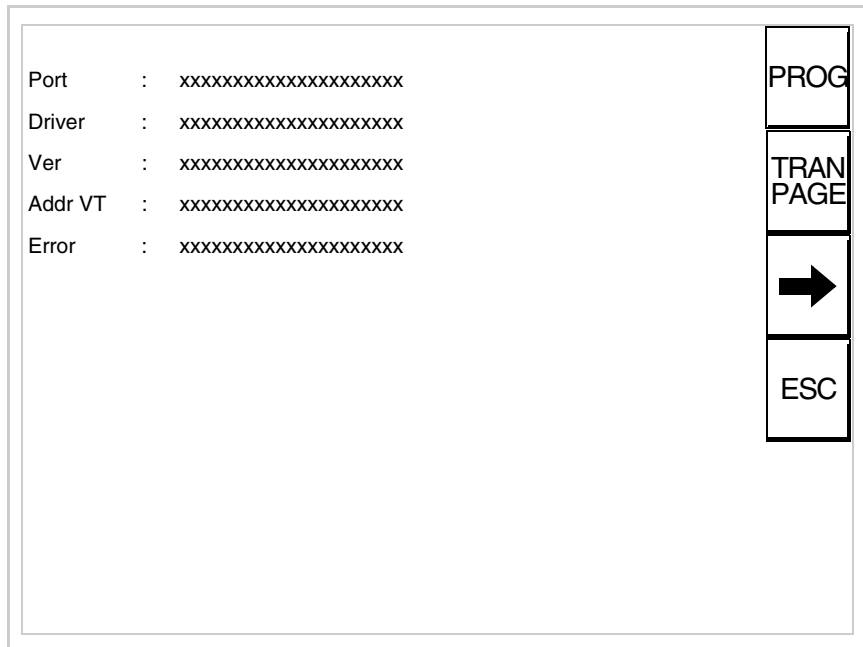 Port : xxxxxxxxxxxxxxxxxxxxx
Driver : xxxxxxxxxxxxxxxxxxxxx
Ver : xxxxxxxxxxxxxxxxxxxxx
Addr VT : xxxxxxxxxxxxxxxxxxxxx
Error : xxxxxxxxxxxxxxxxxxxxx
PROG
TRAN
PAGE
ESC